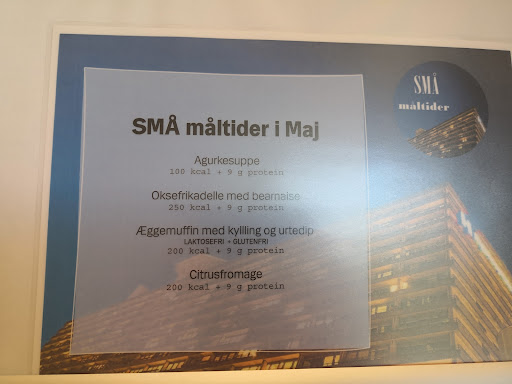 SMÅ
måltider
SMÅ måltider i Maj
Agurkesuppe
100 kcal + 9 g protein
Oksefrikadelle med bearnaise
250 kcal + 9 g protein
Æggemuffin med kylling og urtedip
LAKTOSEFRI + GLUTENFRI
200 kcal + 9 g protein
Citrusfromage
200 kcal + 9 g protein